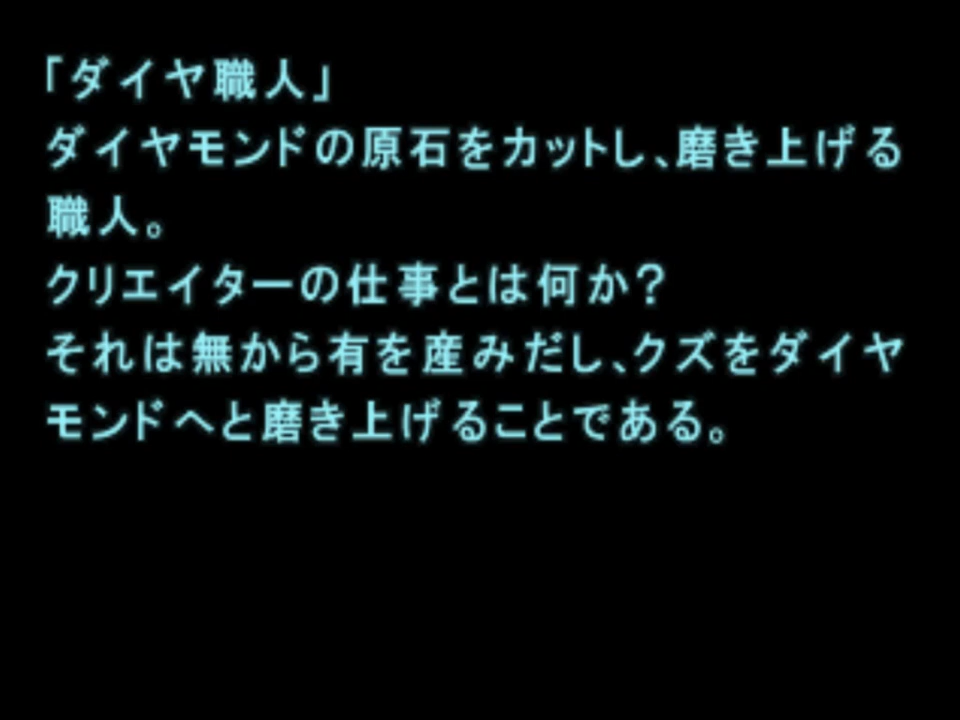 「ダイヤ職人」
ダイヤモンドの原石をカットし、磨き上げる
職人。
クリエイターの仕事とは何か?
それは無から有を産みだし、クズをダイヤ
モンドへと磨き上げることである。